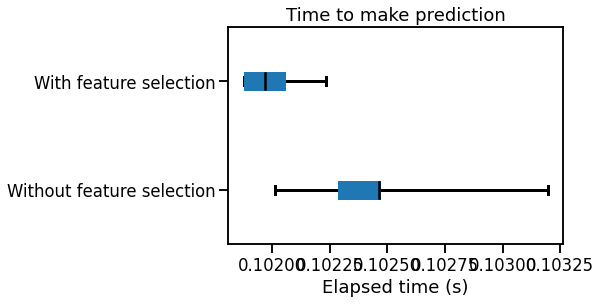 Time to make prediction
With feature selection
Without feature selection
0.10200 0.10225 0.10250 0.10275 0.10300 0.10325
Elapsed time (s)